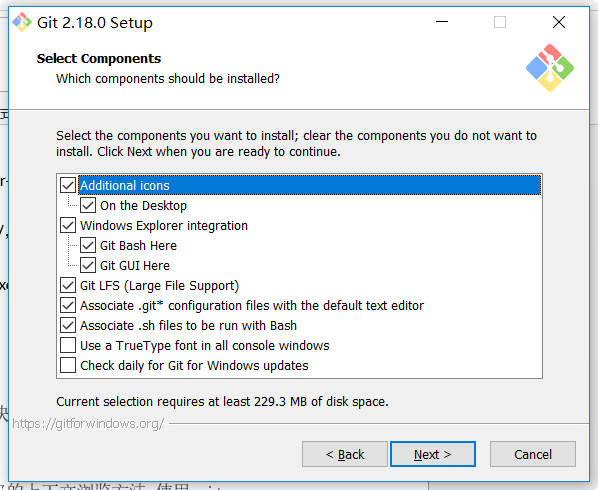 Git 2.18.0 Setup
Select Components
Which components should be installed?
Select the components you want to install; clear the components you do not want to
install. Click Next when you are ready to continue.
Additional icons
On the Desktop
Windows Explorer integration
Git Bash Here
Git GUI Here
Git LFS (Large File Support)
Associate .git* configuration files with the default text editor
Associate .sh files to be run with Bash
Use a TrueType font in all console windows
Check daily for Git for Windows updates
Current selection requires at least 229.3 MB of disk space.
https://gitforwindows.org/
< Back
Next >
Cancel